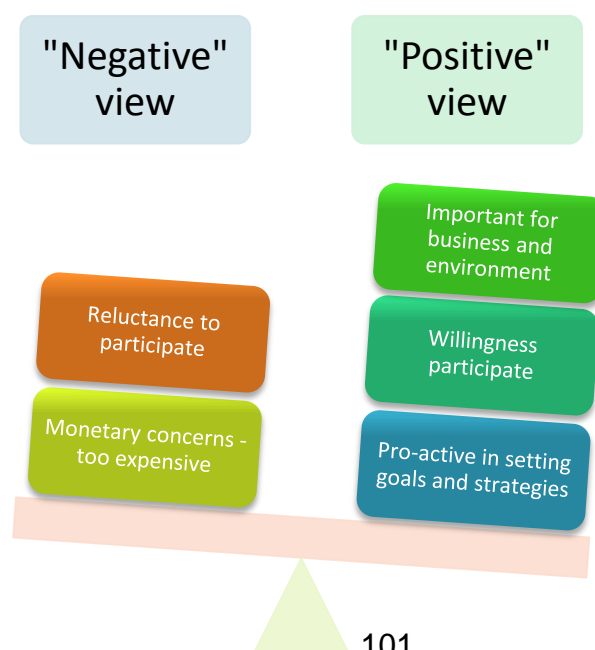 "Negative"
view
"Positive"
view
Reluctance to
participate
Monetary concerns -
too expensive
Important for
business and
environment
Willingness
participate
Pro-active in setting
goals and strategies
101